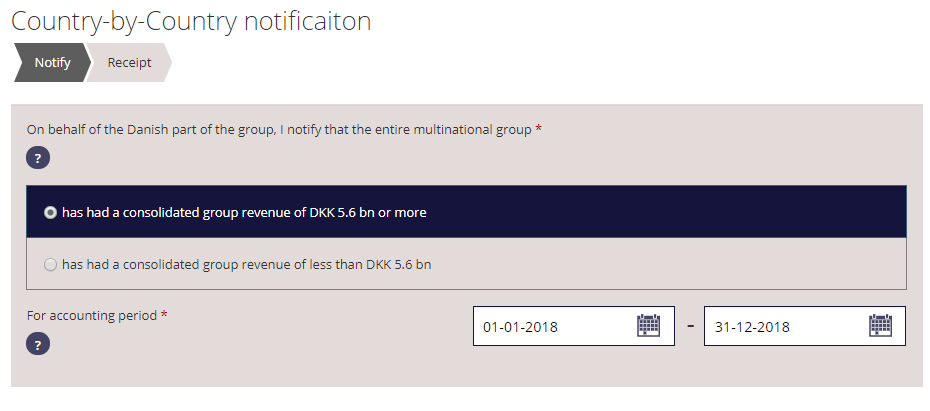 Country-by-Country notificaiton
Notify
Receipt
On behalf of the Danish part of the group, I notify that the entire multinational group *
?
has had a consolidated group revenue of DKK 5.6 bn or more
has had a consolidated group revenue of less than DKK 5.6 bn
For accounting period *
01-01-2018 - 31-12-2018
?